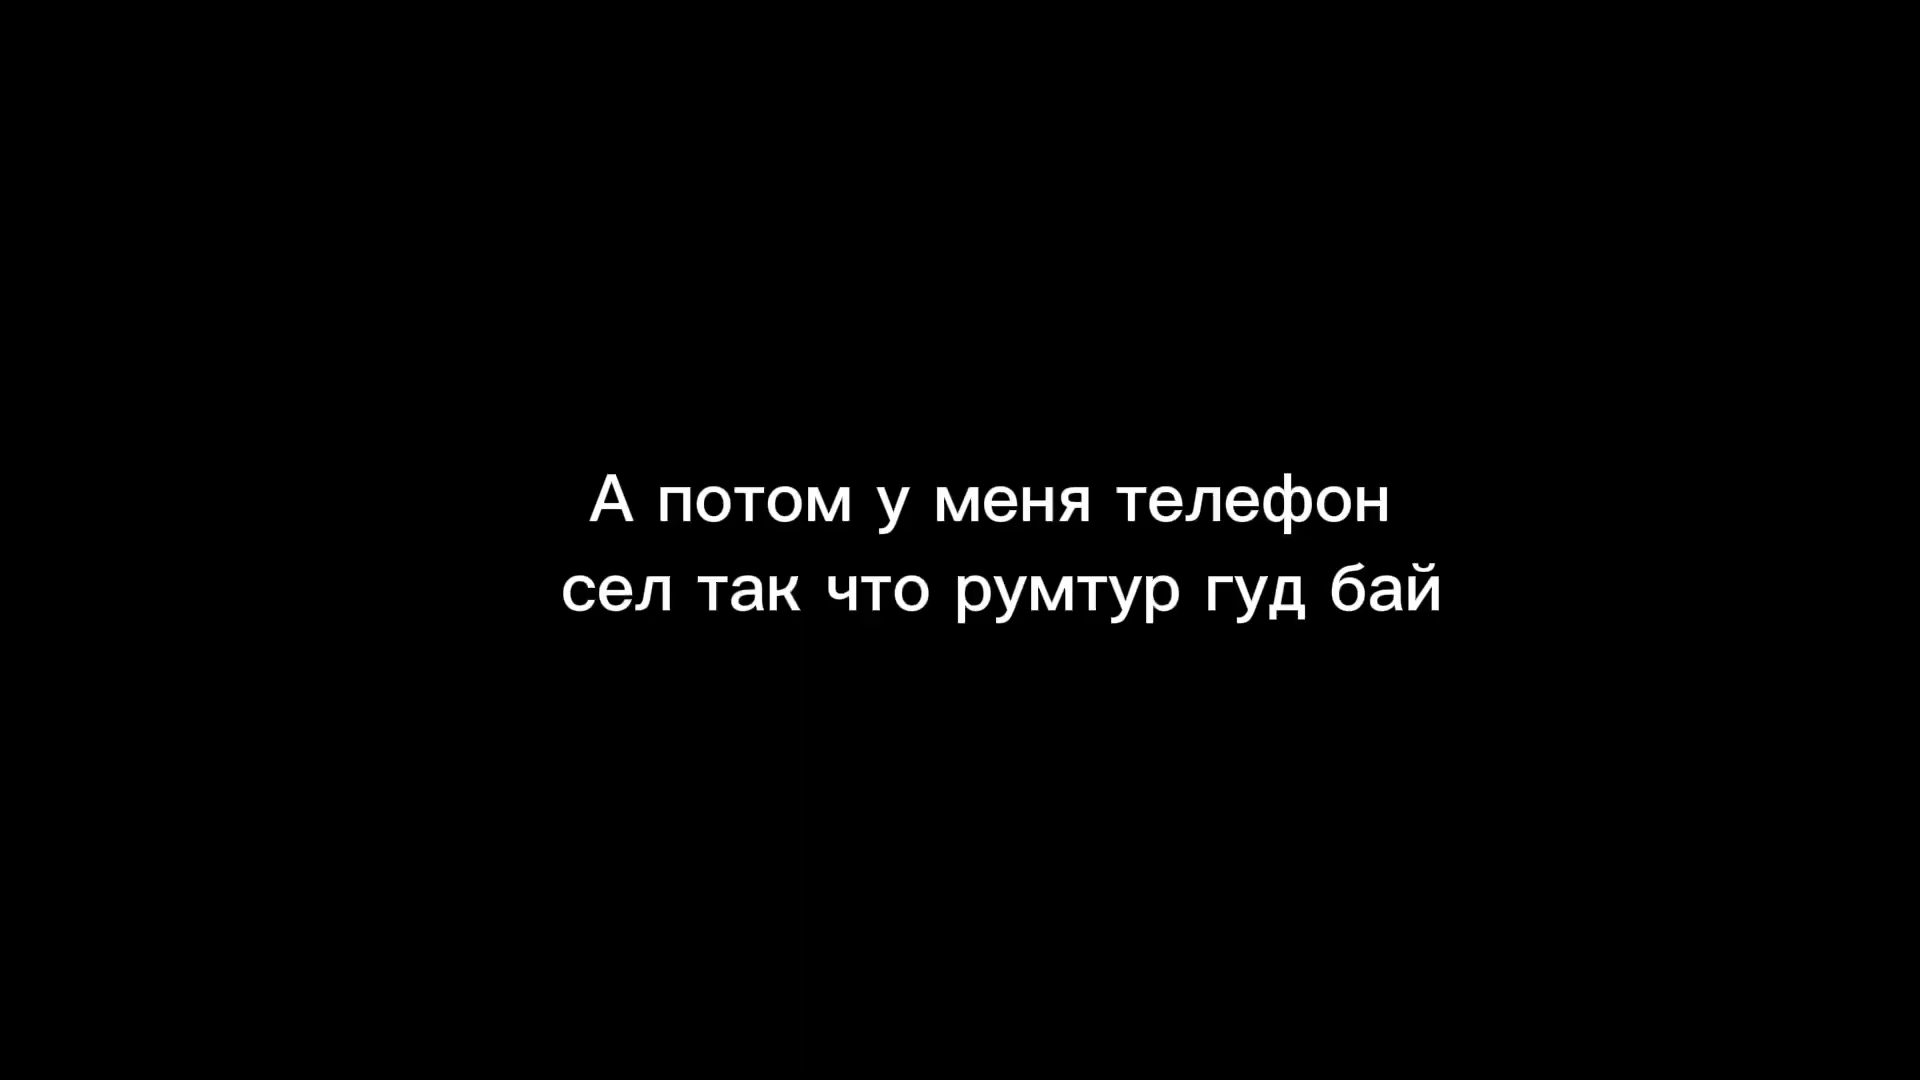 А потом у меня телефон
сел так что румтур гуд бай